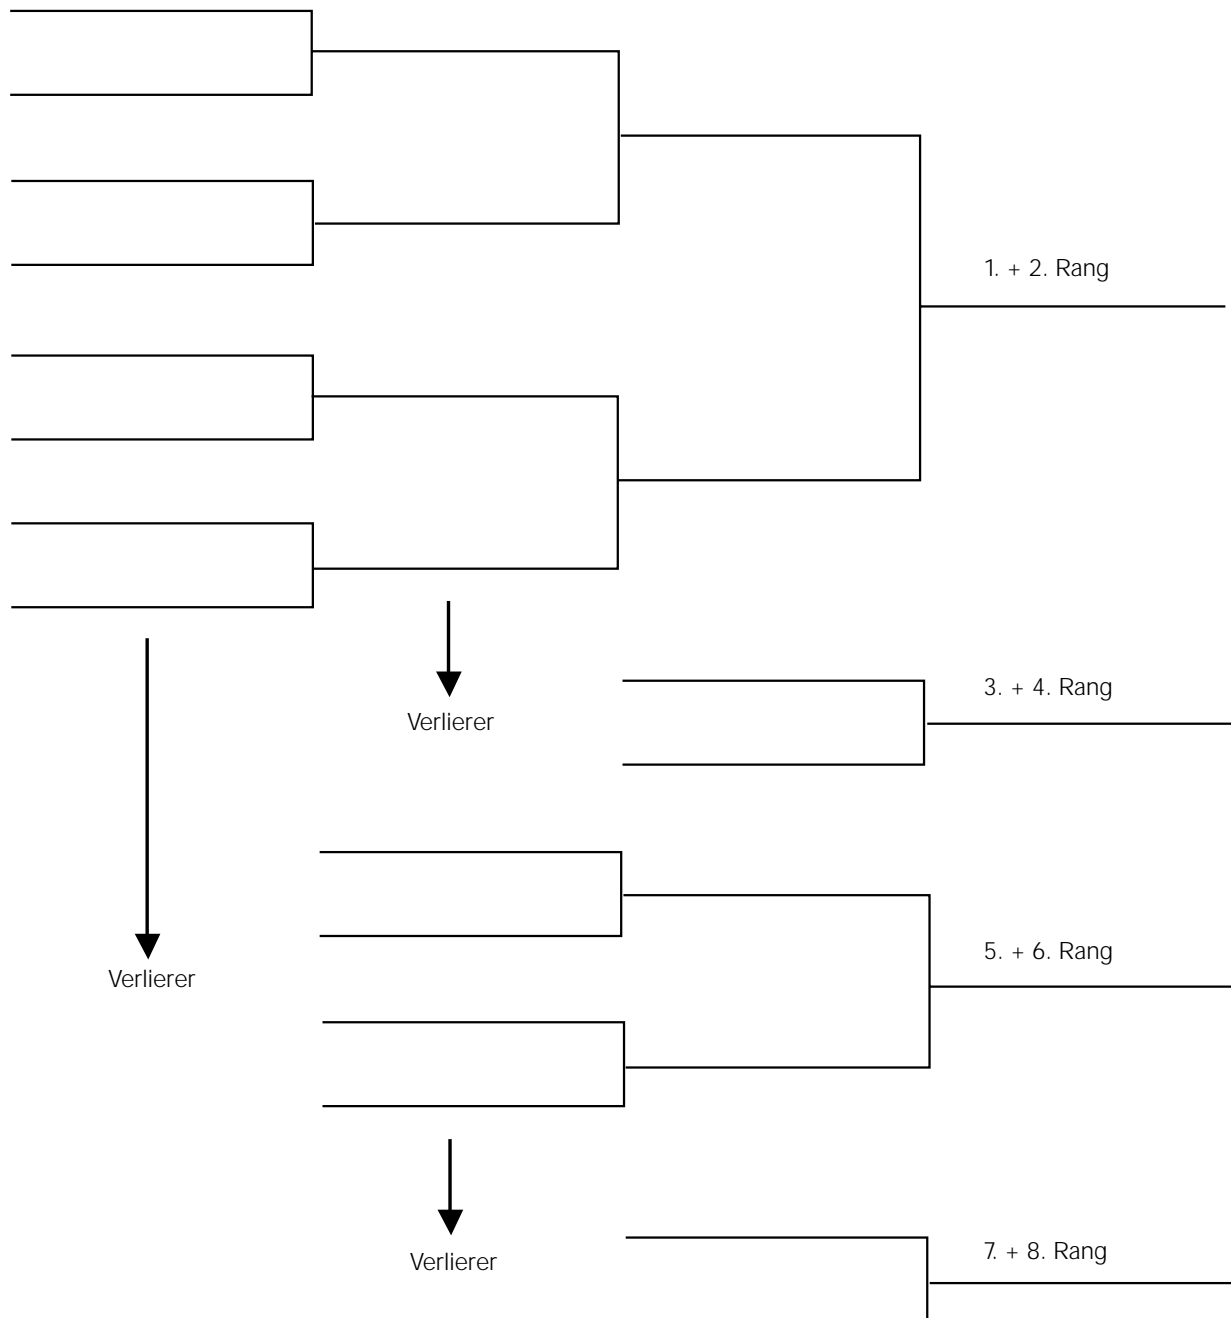 1. + 2. Rang
3. + 4. Rang
Verlierer
5. + 6. Rang
Verlierer
7. + 8. Rang
Verlierer